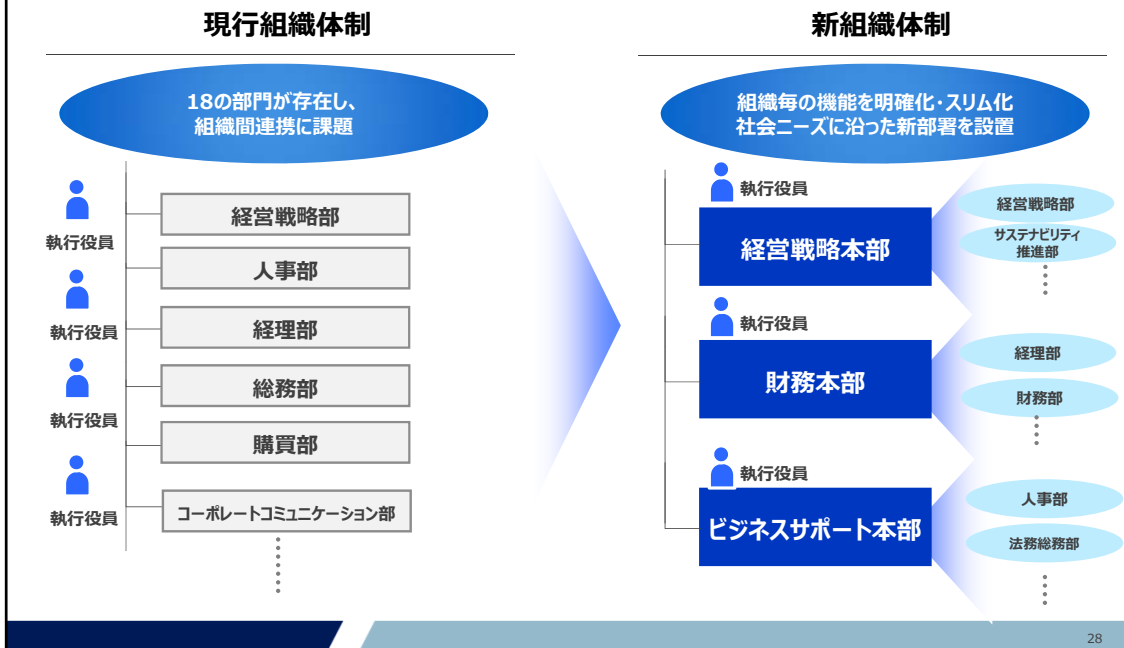 現行組織体制
18の部門が存在し、
組織間連携に課題
執行役員
執行役員
執行役員
執行役員
経営戦略部
人事部
経理部
総務部
購買部
コーポレートコミュニケーション部
新組織体制
組織毎の機能を明確化・スリム化
社会ニーズに沿った新部署を設置
執行役員
経営戦略本部
経営戦略部
サステナビリティ
推進部
執行役員
財務本部
経理部
財務部
執行役員
ビジネスサポート本部
人事部
法務総務部
28